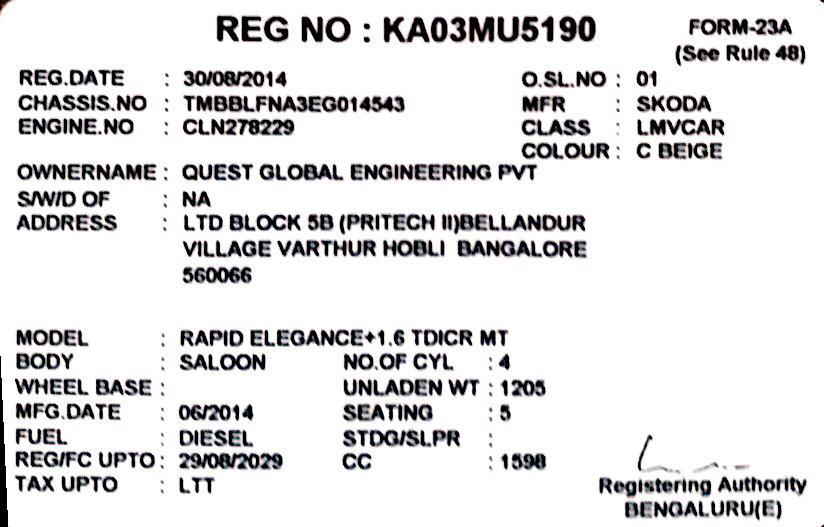 REG NO : KA03MU5190
FORM-23A
(See Rule 48)
REG.DATE : 30/08/2014 O.SL.NO : 01
CHASSIS.NO : TMBBLFNA3EG014543 MFR : SKODA
ENGINE.NO : CLN278229 CLASS : LMVCAR
COLOUR : C BEIGE
OWNERNAME : QUEST GLOBAL ENGINEERING PVT
S/W/D OF : NA
ADDRESS : LTD BLOCK 5B (PRITECH II)BELLANDUR
VILLAGE VARTHUR HOBLI BANGALORE
560066
MODEL : RAPID ELEGANCE+1.6 TDICR MT
BODY : SALOON NO.OF CYL : 4
WHEEL BASE : UNLADEN WT : 1205
MFG.DATE : 06/2014 SEATING : 5
FUEL : DIESEL STDG/SLPR :
REG/FC UPTO : 29/08/2029 CC : 1598
TAX UPTO : LTT
Registering Authority
BENGALURU(E)